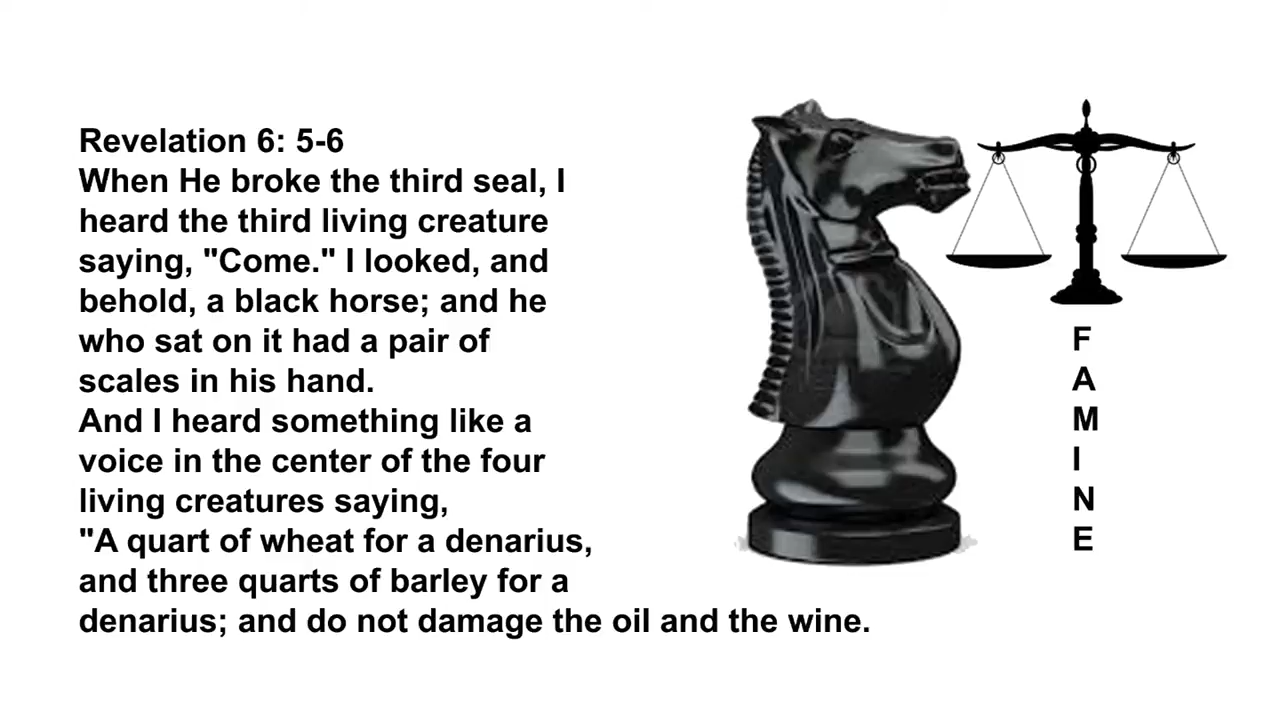 Revelation 6: 5-6
When He broke the third seal, I
heard the third living creature
saying, "Come." I looked, and
behold, a black horse; and he
who sat on it had a pair of
scales in his hand.
And I heard something like a
voice in the center of the four
living creatures saying,
"A quart of wheat for a denarius,
and three quarts of barley for a
denarius; and do not damage the oil and the wine.
F
A
M
I
N
E